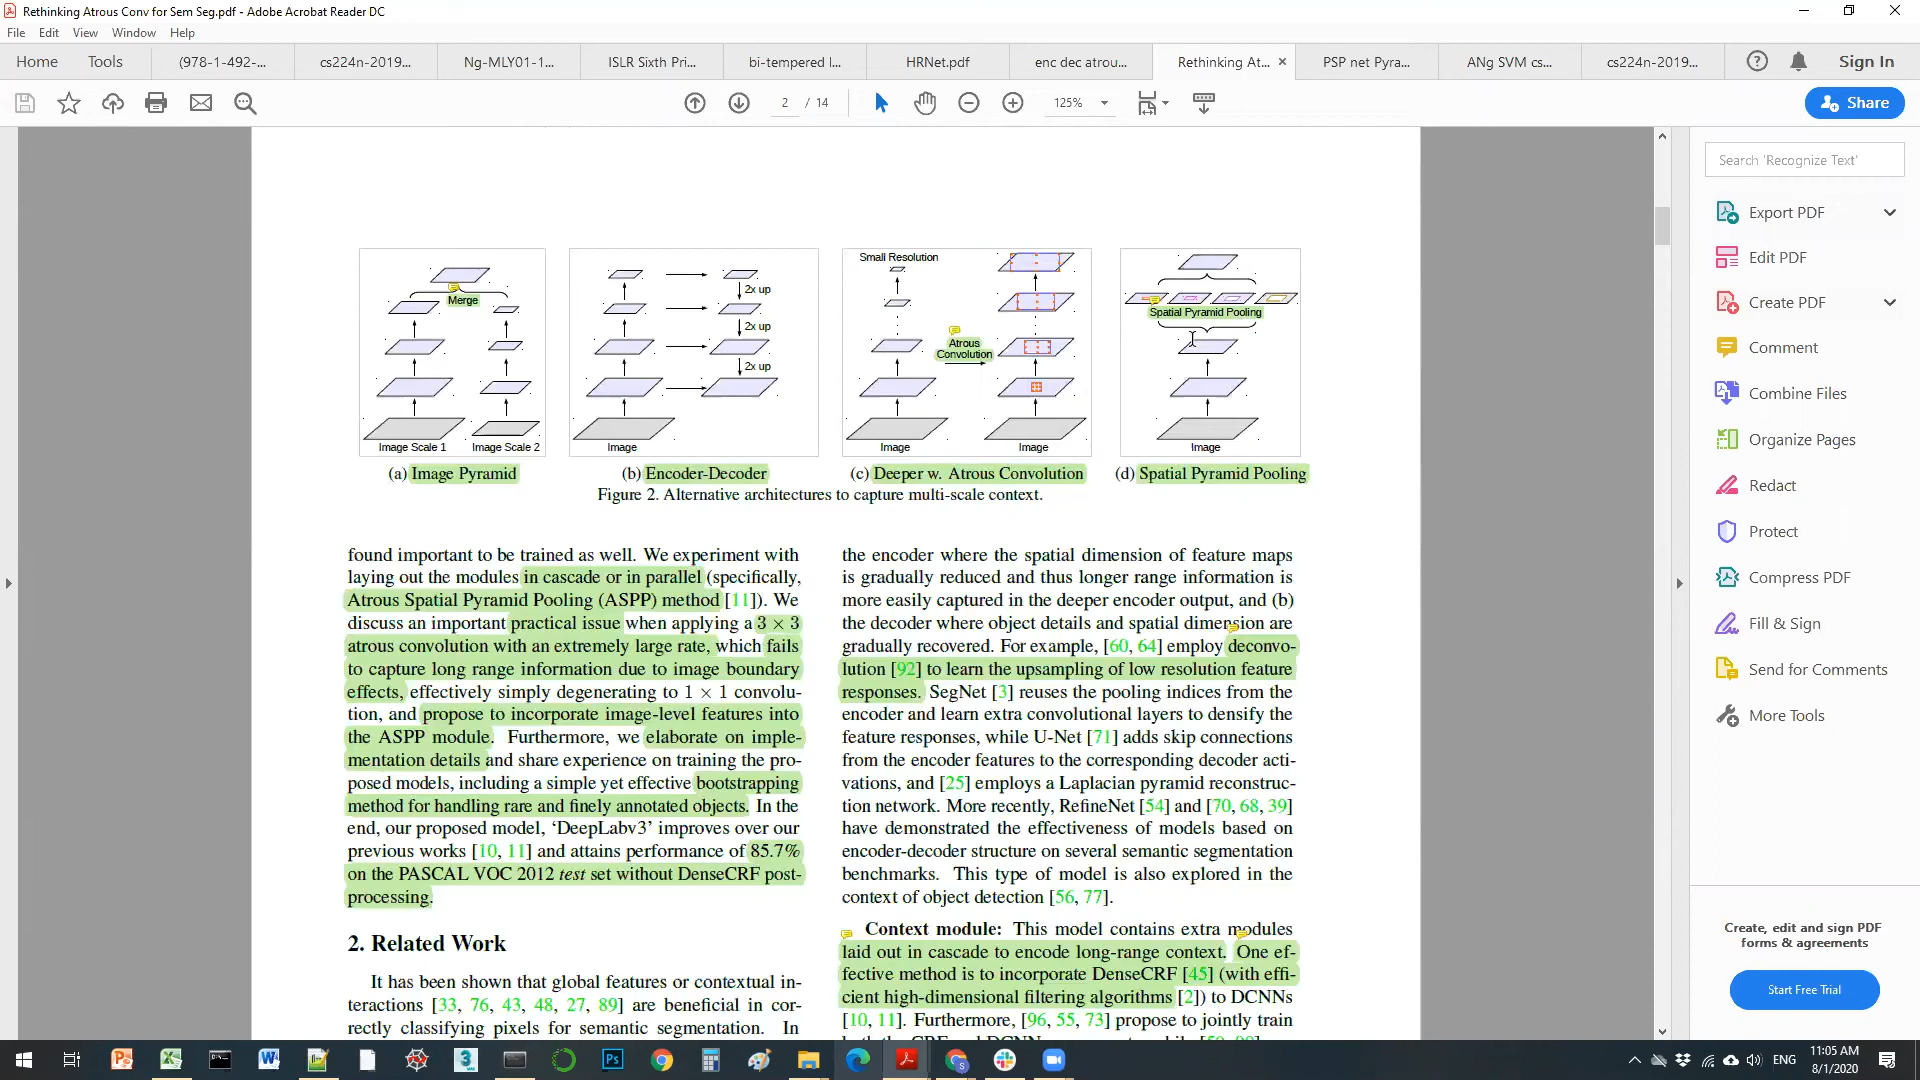 Rethinking Atrous Conv for Sem Seg.pdf - Adobe Acrobat Reader DC
File Edit View Window Help
Home Tools (978-1-492-... cs224n-2019... Ng-MLY01-1... ISLR Sixth Pri... bi-tempered l... HRNet.pdf enc dec atrou... Rethinking At... × PSP net Pyra... ANg SVM cs... cs224n-2019... Sign In
2 / 14 125% Share
Small Resolution
Merge
2x up
2x up
2x up
Atrous
Convolution
Spatial Pyramid Pooling
Image Scale 1 Image Scale 2 Image Image Image Image
(a) Image Pyramid (b) Encoder-Decoder (c) Deeper w. Atrous Convolution (d) Spatial Pyramid Pooling
Figure 2. Alternative architectures to capture multi-scale context.
found important to be trained as well. We experiment with
laying out the modules in cascade or in parallel (specifically,
Atrous Spatial Pyramid Pooling (ASPP) method [11]). We
discuss an important practical issue when applying a 3 × 3
atrous convolution with an extremely large rate, which fails
to capture long range information due to image boundary
effects, effectively simply degenerating to 1 × 1 convolu-
tion, and propose to incorporate image-level features into
the ASPP module. Furthermore, we elaborate on imple-
mentation details and share experience on training the pro-
posed models, including a simple yet effective bootstrapping
method for handling rare and finely annotated objects. In the
end, our proposed model, ‘DeepLabv3’ improves over our
previous works [10, 11] and attains performance of 85.7%
on the PASCAL VOC 2012 test set without DenseCRF post-
processing.
2. Related Work
It has been shown that global features or contextual in-
teractions [33, 76, 43, 48, 27, 89] are beneficial in cor-
rectly classifying pixels for semantic segmentation. In
the encoder where the spatial dimension of feature maps
is gradually reduced and thus longer range information is
more easily captured in the deeper encoder output, and (b)
the decoder where object details and spatial dimension are
gradually recovered. For example, [60, 64] employ deconvo-
lution [92] to learn the upsampling of low resolution feature
responses. SegNet [3] reuses the pooling indices from the
encoder and learn extra convolutional layers to densify the
feature responses, while U-Net [71] adds skip connections
from the encoder features to the corresponding decoder acti-
vations, and [25] employs a Laplacian pyramid reconstruc-
tion network. More recently, RefineNet [54] and [70, 68, 39]
have demonstrated the effectiveness of models based on
encoder-decoder structure on several semantic segmentation
benchmarks. This type of model is also explored in the
context of object detection [56, 77].
Context module: This model contains extra modules
laid out in cascade to encode long-range context. One ef-
fective method is to incorporate DenseCRF [45] (with effi-
cient high-dimensional filtering algorithms [2]) to DCNNs
[10, 11]. Furthermore, [96, 55, 73] propose to jointly train
Search 'Recognize Text'
Export PDF
Edit PDF
Create PDF
Comment
Combine Files
Organize Pages
Redact
Protect
Compress PDF
Fill & Sign
Send for Comments
More Tools
Create, edit and sign PDF
forms & agreements
Start Free Trial
ENG
11:05 AM
8/1/2020